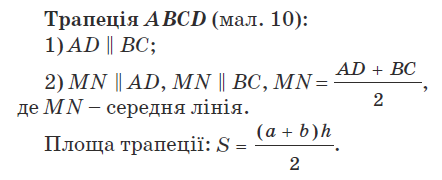 Трапеція ABCD (мал. 10):
1) AD ∥ BC;
2) MN ∥ AD, MN ∥ BC, MN = (AD + BC) / 2,
де MN – середня лінія.
Площа трапеції: S = ((a + b)h) / 2.